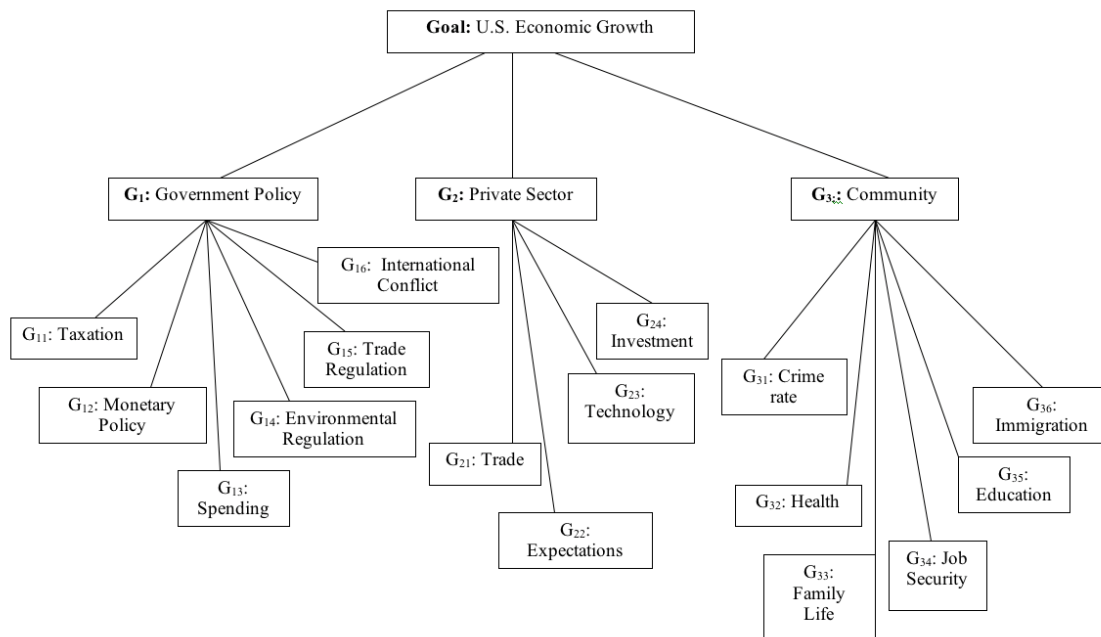 Goal: U.S. Economic Growth
G₁: Government Policy
G₂: Private Sector
G₃:: Community
G₁₆: International
Conflict
G₁₁: Taxation
G₁₅: Trade
Regulation
G₁₂: Monetary
Policy
G₁₄: Environmental
Regulation
G₁₃:
Spending
G₂₄:
Investment
G₂₃:
Technology
G₂₁: Trade
G₂₂:
Expectations
G₃₁: Crime
rate
G₃₆:
Immigration
G₃₂: Health
G₃₅:
Education
G₃₄: Job
Security
G₃₃:
Family
Life